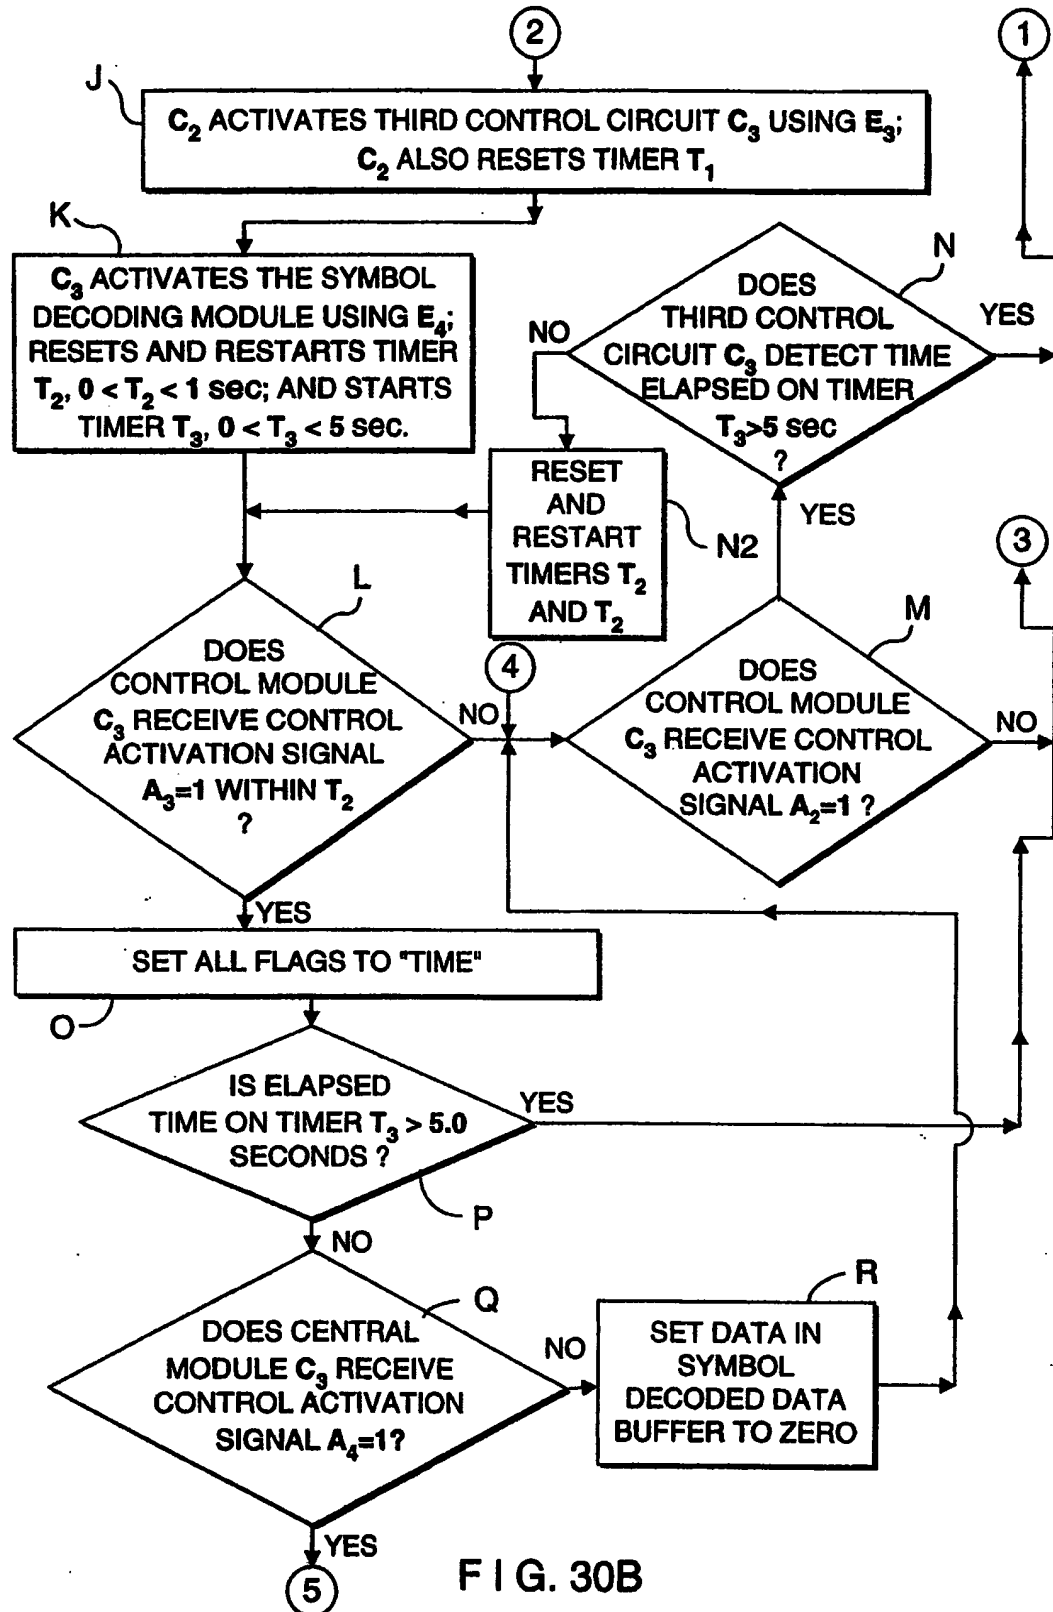 2
1
J
C2 ACTIVATES THIRD CONTROL CIRCUIT C3 USING E3;
C2 ALSO RESETS TIMER T1
K
C3 ACTIVATES THE SYMBOL
DECODING MODULE USING E4;
RESETS AND RESTARTS TIMER
T2, 0 < T2 < 1 sec; AND STARTS
TIMER T3, 0 < T3 < 5 sec.
N
DOES
THIRD CONTROL
CIRCUIT C3 DETECT TIME
ELAPSED ON TIMER
T3>5 sec
?
NO
YES
RESET
AND
RESTART
TIMERS T2
AND T2
N2
YES
3
L
DOES
CONTROL MODULE
C3 RECEIVE CONTROL
ACTIVATION SIGNAL
A3=1 WITHIN T2
?
NO
4
M
DOES
CONTROL MODULE
C3 RECEIVE CONTROL
ACTIVATION
SIGNAL A2=1 ?
NO
YES
SET ALL FLAGS TO "TIME"
O
IS ELAPSED
TIME ON TIMER T3 > 5.0
SECONDS ?
YES
P
NO
Q
DOES CENTRAL
MODULE C3 RECEIVE
CONTROL ACTIVATION
SIGNAL A4=1?
NO
R
SET DATA IN
SYMBOL
DECODED DATA
BUFFER TO ZERO
YES
5
FIG. 30B